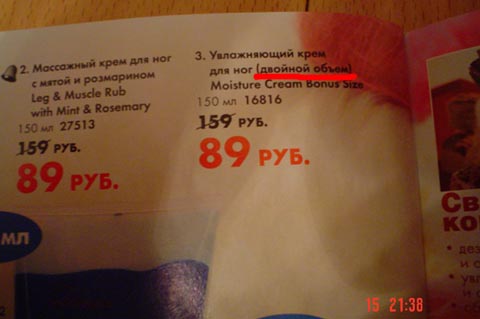 2. Массажный крем для ног
с мятой и розмарином
Leg & Muscle Rub
with Mint & Rosemary
150 мл 27513
159 РУБ.
89 РУБ.
3. Увлажняющий крем
для ног (двойной объем)
Moisture Cream Bonus Size
150 мл 16816
159 РУБ.
89 РУБ.
МЛ
Св
ко
• дез
и с
• ув
и с
15 21:38